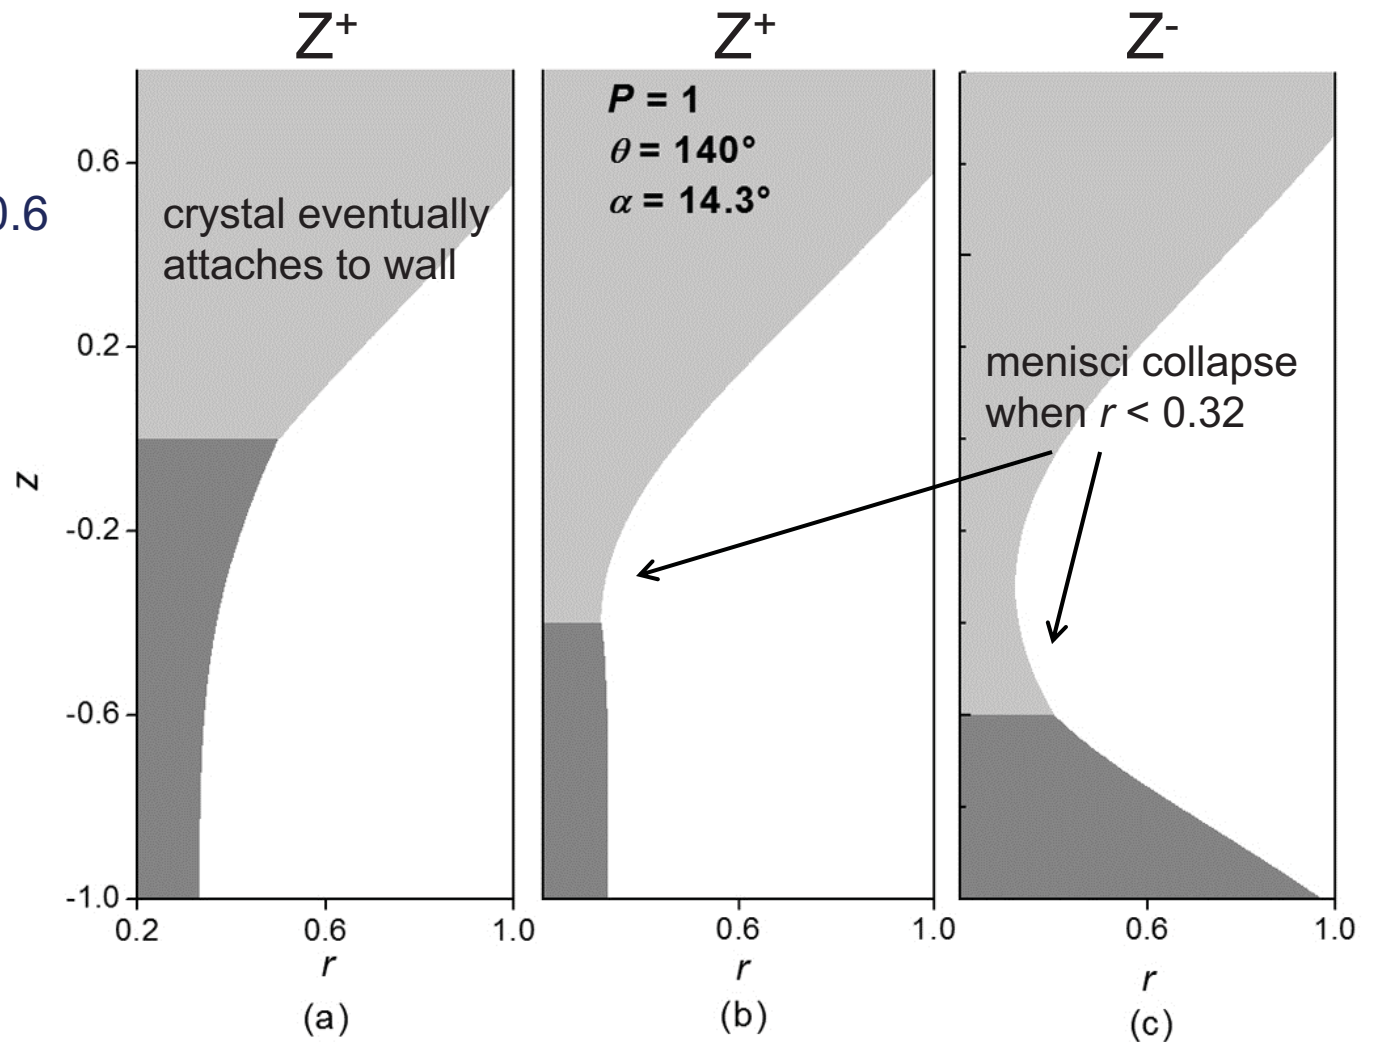 Z⁺
Z⁺
Z⁻
0.6
crystal eventually
attaches to wall
P = 1
θ = 140°
α = 14.3°
menisci collapse
when r < 0.32
z
0.6
0.2
-0.2
-0.6
-1.0
0.2 0.6 1.0
r
(a)
0.6 1.0
r
(b)
0.6 1.0
r
(c)